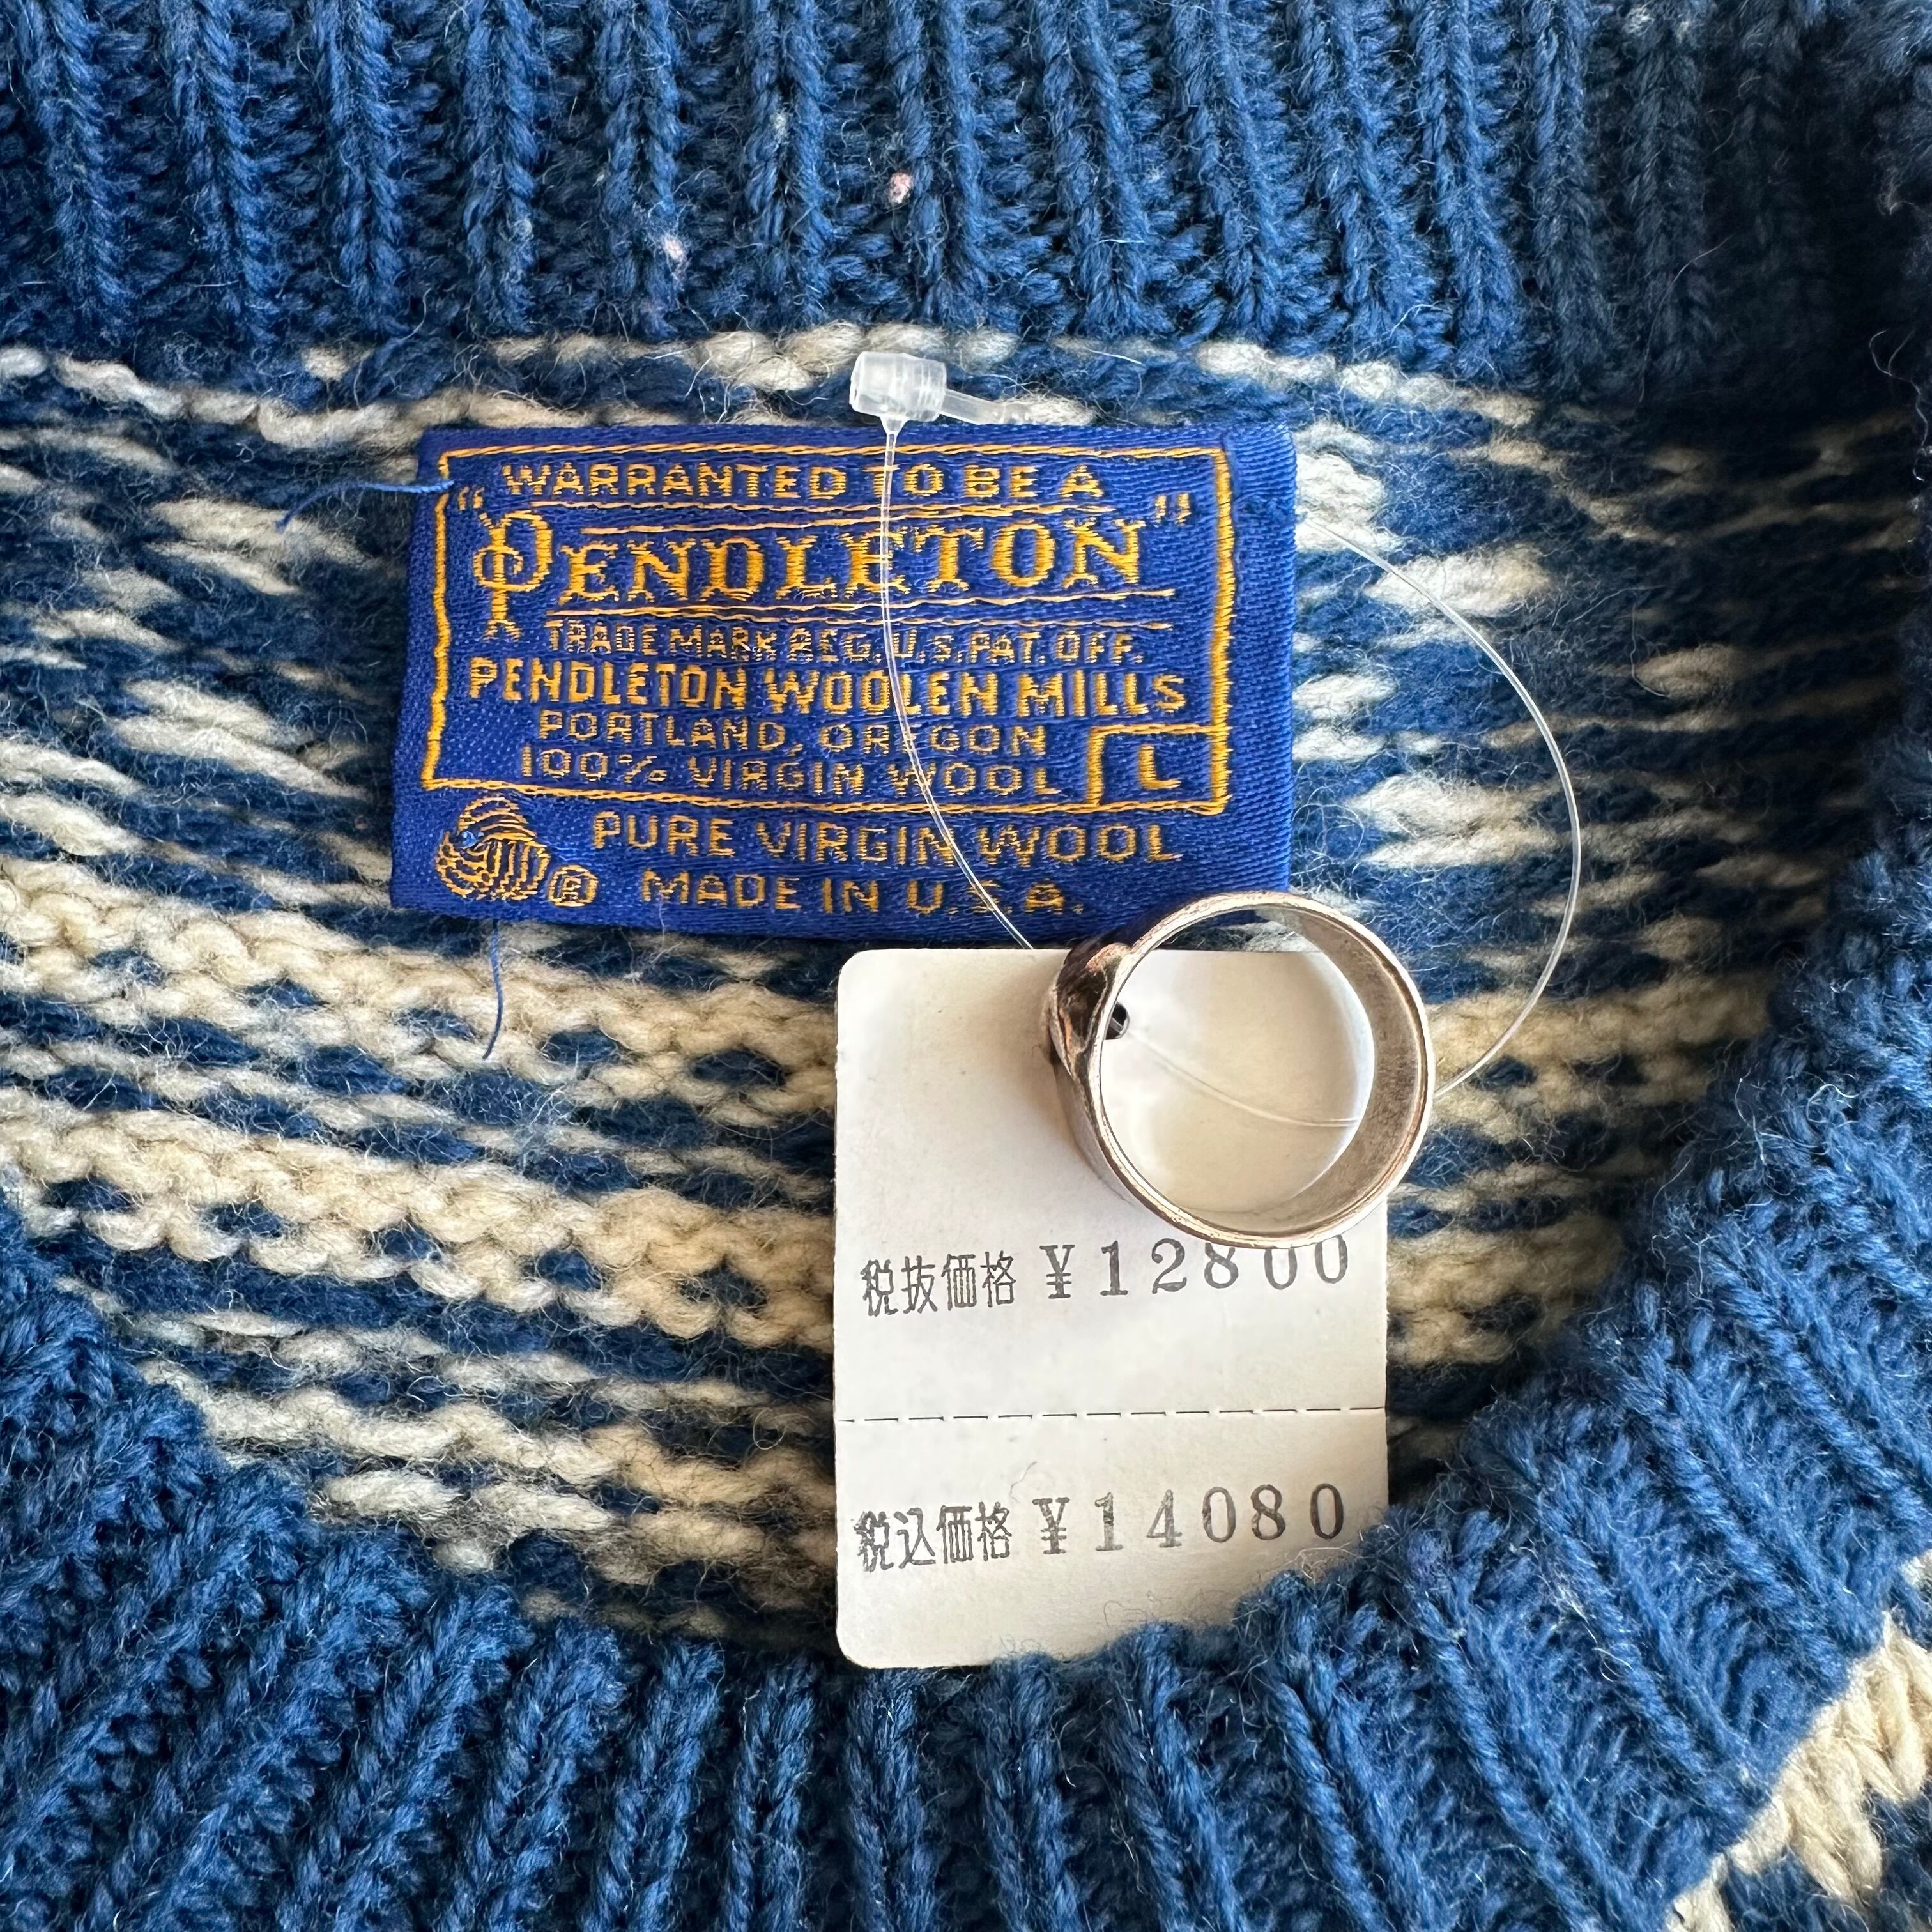 WARRANTED TO BE A
"PENDLETON"
TRADE MARK REG. U.S. PAT. OFF.
PENDLETON WOOLEN MILLS
PORTLAND, OREGON
100% VIRGIN WOOL L
PURE VIRGIN WOOL
® MADE IN U.S.A.
税抜価格 ¥12800
税込価格 ¥14080